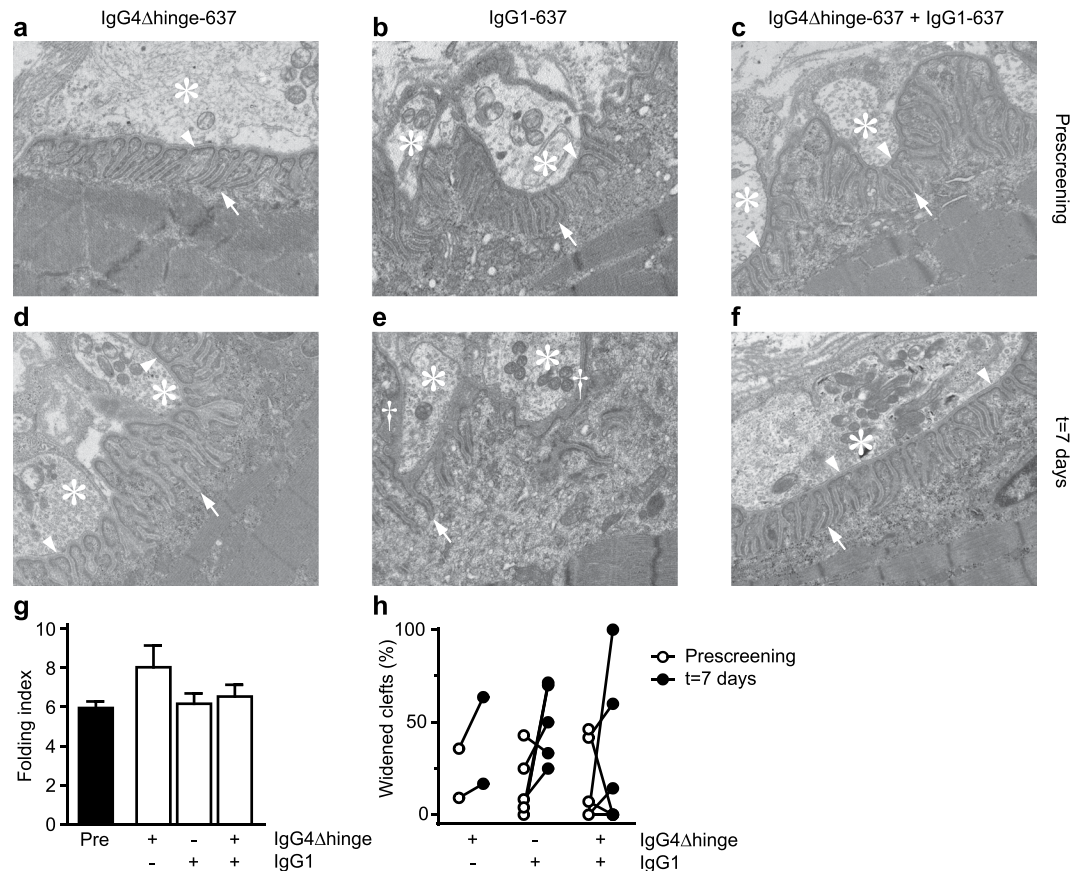 a
IgG4Δhinge-637
b
IgG1-637
c
IgG4Δhinge-637 + IgG1-637
Prescreening
d
e
f
t=7 days
g
Folding index
10
8
6
4
2
0
Pre
+ - + IgG4Δhinge
- + + IgG1
h
Widened clefts (%)
100
50
0
Prescreening
t=7 days
+ - + IgG4Δhinge
- + + IgG1